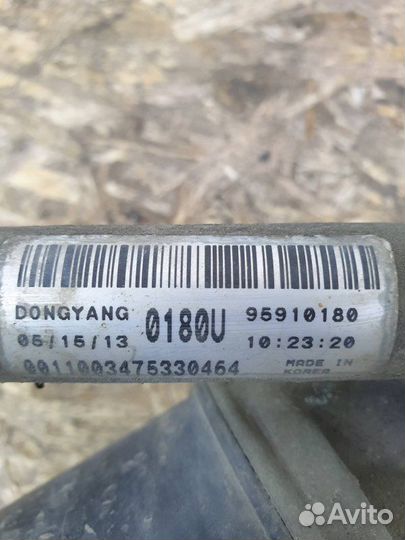 DONGYANG 0180U 95910180
05/15/13 10:23:20
0011003475330464 MADE IN
KOREA
Avito